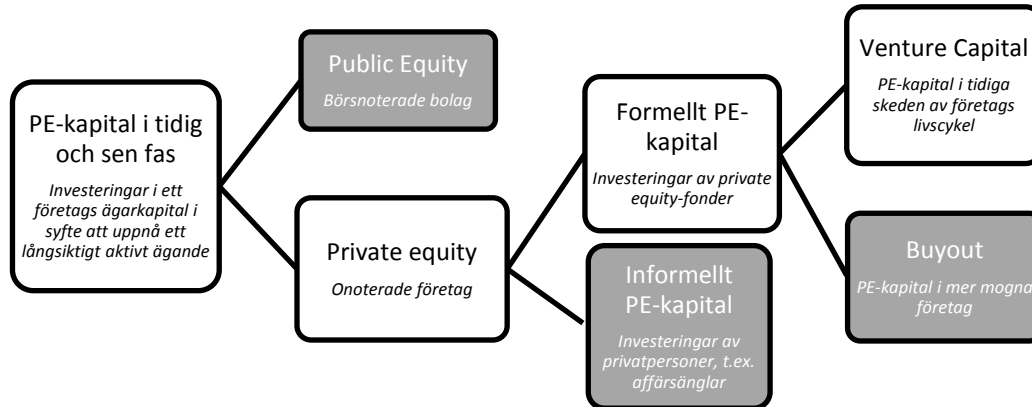 PE-kapital i tidig
och sen fas
Investeringar i ett
företags ägarkapital i
syfte att uppnå ett
långsiktigt aktivt ägande
Public Equity
Börsnoterade bolag
Private equity
Onoterade företag
Formellt PE-
kapital
Investeringar av private
equity-fonder
Informellt
PE-kapital
Investeringar av
privatpersoner, t.ex.
affärsänglar
Venture Capital
PE-kapital i tidiga
skeden av företags
livscykel
Buyout
PE-kapital i mer mogna
företag